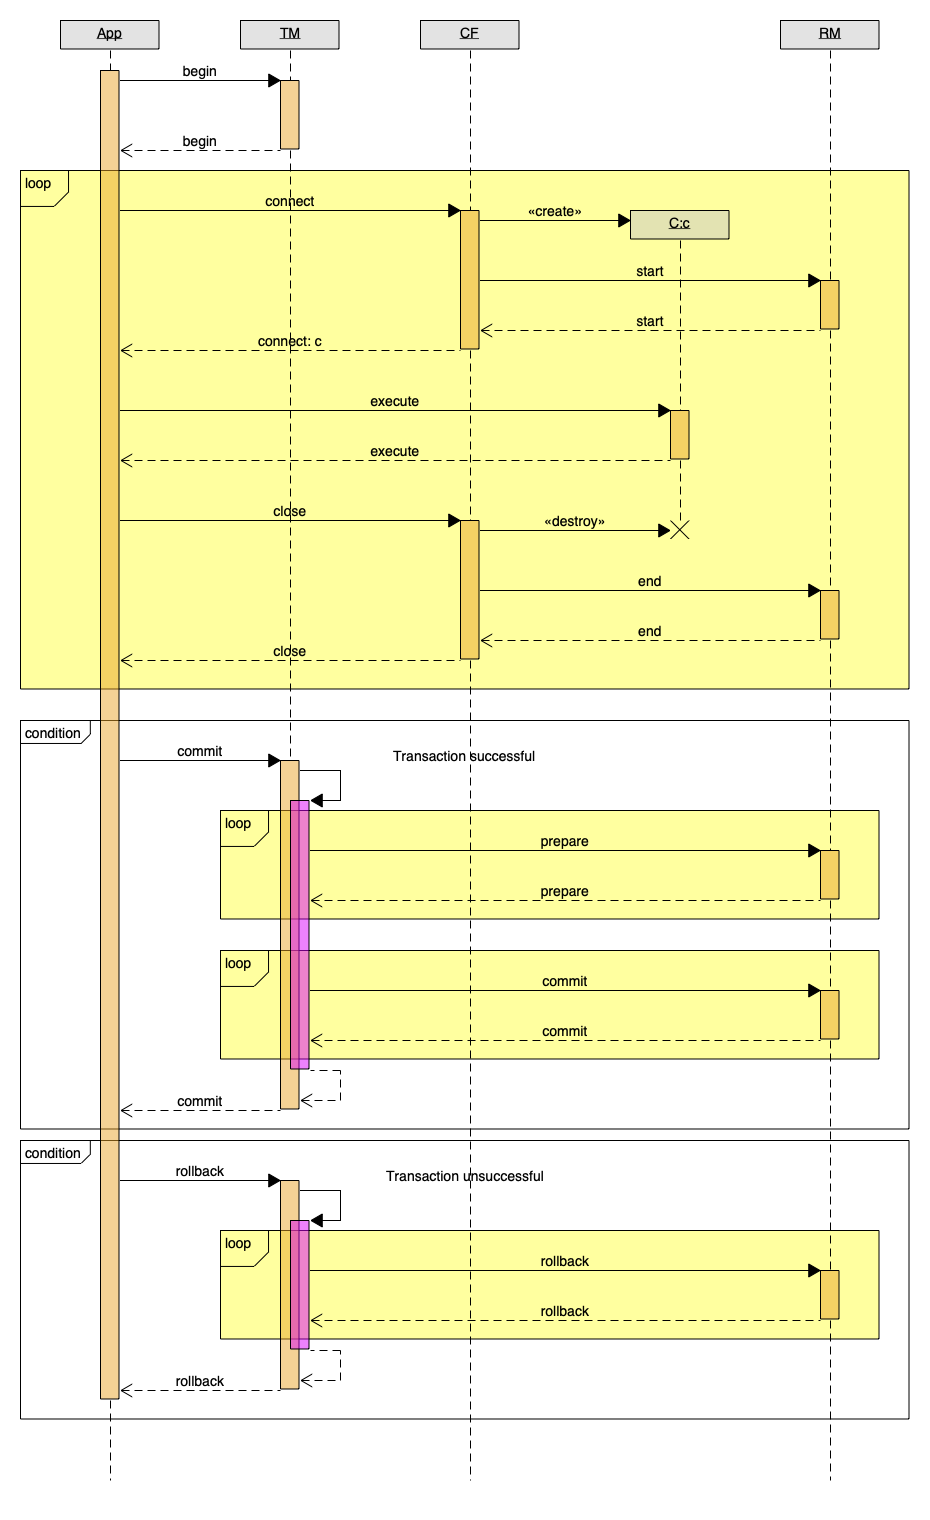 App
TM
CF
RM
begin
begin
loop
connect
«create»
C:c
start
start
connect: c
execute
execute
close
«destroy»
end
end
close
condition
commit
Transaction successful
loop
prepare
prepare
loop
commit
commit
commit
condition
rollback
Transaction unsuccessful
loop
rollback
rollback
rollback